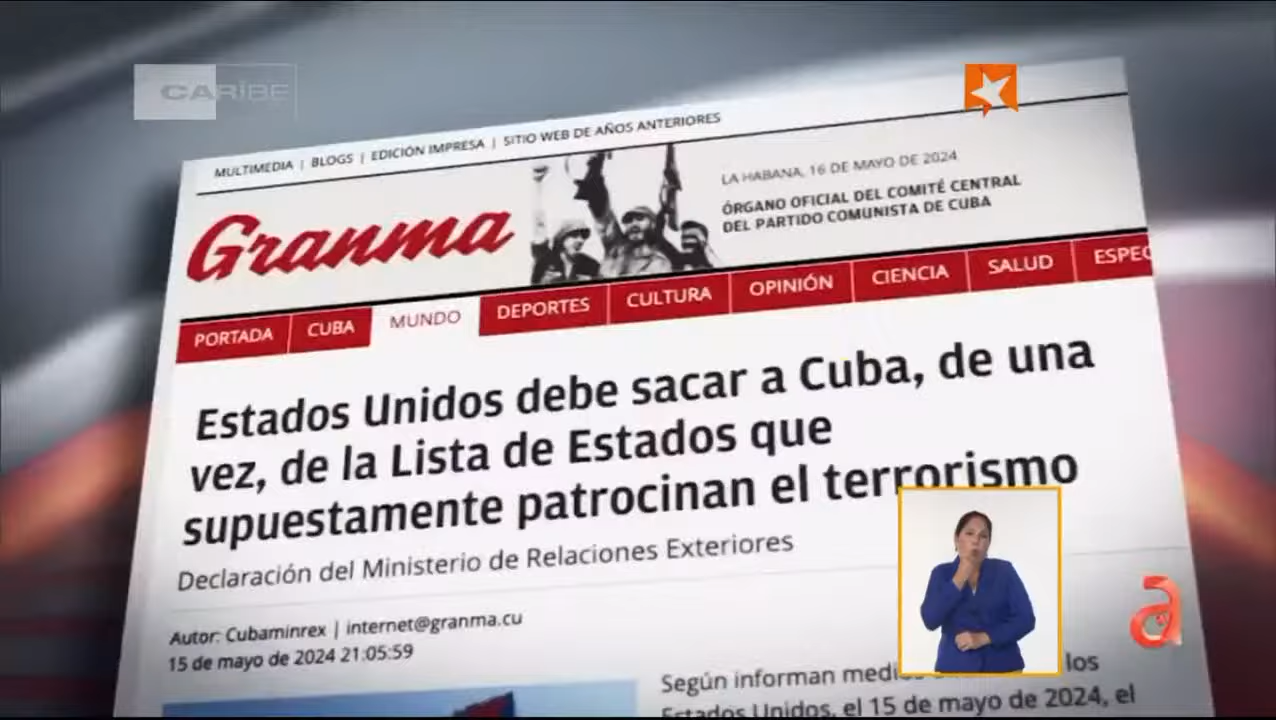 CARIBE
MULTIMEDIA | BLOGS | EDICIÓN IMPRESA | SITIO WEB DE AÑOS ANTERIORES
Granma
LA HABANA, 16 DE MAYO DE 2024
ÓRGANO OFICIAL DEL COMITÉ CENTRAL
DEL PARTIDO COMUNISTA DE CUBA
PORTADA CUBA MUNDO DEPORTES CULTURA OPINIÓN CIENCIA SALUD ESPEC
Estados Unidos debe sacar a Cuba, de una
vez, de la Lista de Estados que
supuestamente patrocinan el terrorismo
Declaración del Ministerio de Relaciones Exteriores
Autor: Cubaminrex | internet@granma.cu
15 de mayo de 2024 21:05:59
Según informan los
Estados Unidos, el 15 de mayo de 2024, el
a